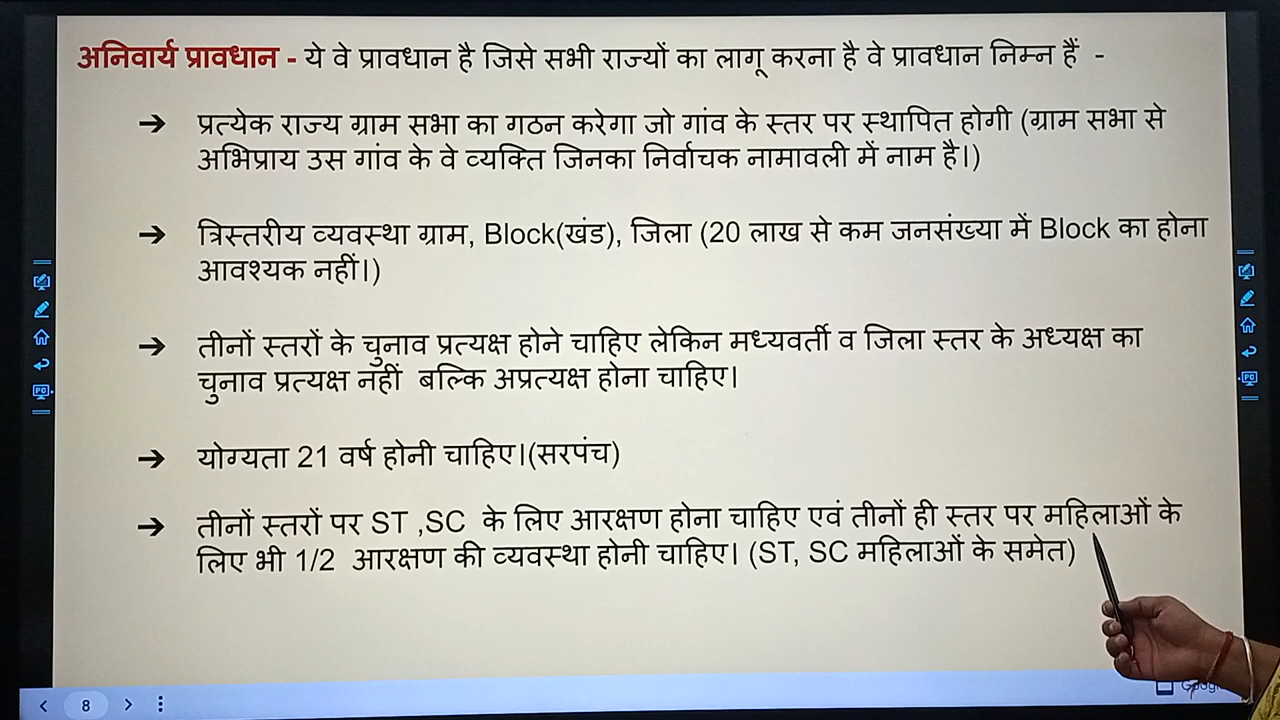 अनिवार्य प्रावधान - ये वे प्रावधान है जिसे सभी राज्यों का लागू करना है वे प्रावधान निम्न हैं -
➔ प्रत्येक राज्य ग्राम सभा का गठन करेगा जो गांव के स्तर पर स्थापित होगी (ग्राम सभा से
अभिप्राय उस गांव के वे व्यक्ति जिनका निर्वाचक नामावली में नाम है।)
➔ त्रिस्तरीय व्यवस्था ग्राम, Block(खंड), जिला (20 लाख से कम जनसंख्या में Block का होना
आवश्यक नहीं।)
➔ तीनों स्तरों के चुनाव प्रत्यक्ष होने चाहिए लेकिन मध्यवर्ती व जिला स्तर के अध्यक्ष का
चुनाव प्रत्यक्ष नहीं बल्कि अप्रत्यक्ष होना चाहिए।
➔ योग्यता 21 वर्ष होनी चाहिए।(सरपंच)
➔ तीनों स्तरों पर ST ,SC के लिए आरक्षण होना चाहिए एवं तीनों ही स्तर पर महिलाओं के
लिए भी 1/2 आरक्षण की व्यवस्था होनी चाहिए। (ST, SC महिलाओं के समेत)
8